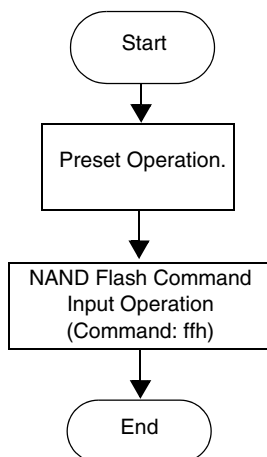 Start
Preset Operation.
NAND Flash Command
Input Operation
(Command: ffh)
End